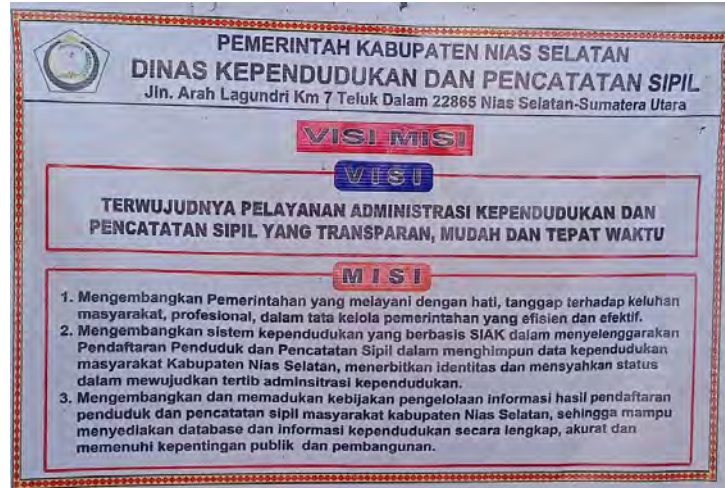 PEMERINTAH KABUPATEN NIAS SELATAN
DINAS KEPENDUDUKAN DAN PENCATATAN SIPIL
Jln. Arah Lagundri Km 7 Teluk Dalam 22865 Nias Selatan-Sumatera Utara
VISI MISI
VISI
TERWUJUDNYA PELAYANAN ADMINISTRASI KEPENDUDUKAN DAN
PENCATATAN SIPIL YANG TRANSPARAN, MUDAH DAN TEPAT WAKTU
MISI
1. Mengembangkan Pemerintahan yang melayani dengan hati, tanggap terhadap keluhan
masyarakat, profesional, dalam tata kelola pemerintahan yang efisien dan efektif.
2. Mengembangkan sistem kependudukan yang berbasis SIAK dalam menyelenggarakan
Pendaftaran Penduduk dan Pencatatan Sipil dalam menghimpun data kependudukan
masyarakat Kabupaten Nias Selatan, menerbitkan identitas dan mensyahkan status
dalam mewujudkan tertib adminsitrasi kependudukan.
3. Mengembangkan dan memadukan kebijakan pengelolaan informasi hasil pendaftaran
penduduk dan pencatatan sipil masyarakat kabupaten Nias Selatan, sehingga mampu
menyediakan database dan informasi kependudukan secara lengkap, akurat dan
memenuhi kepentingan publik dan pembangunan.